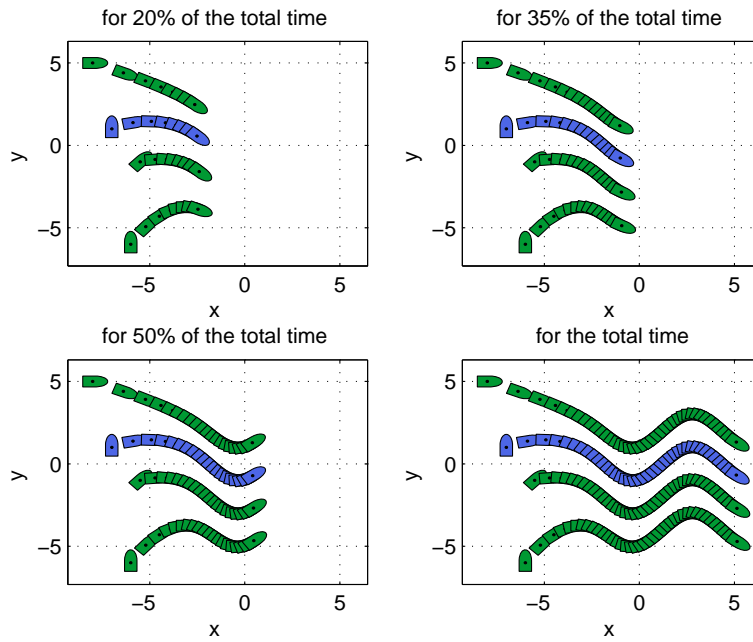 for 20% of the total time
5
0
−5
y
−5 0 5
x
for 35% of the total time
5
0
−5
y
−5 0 5
x
for 50% of the total time
5
0
−5
y
−5 0 5
x
for the total time
5
0
−5
y
−5 0 5
x